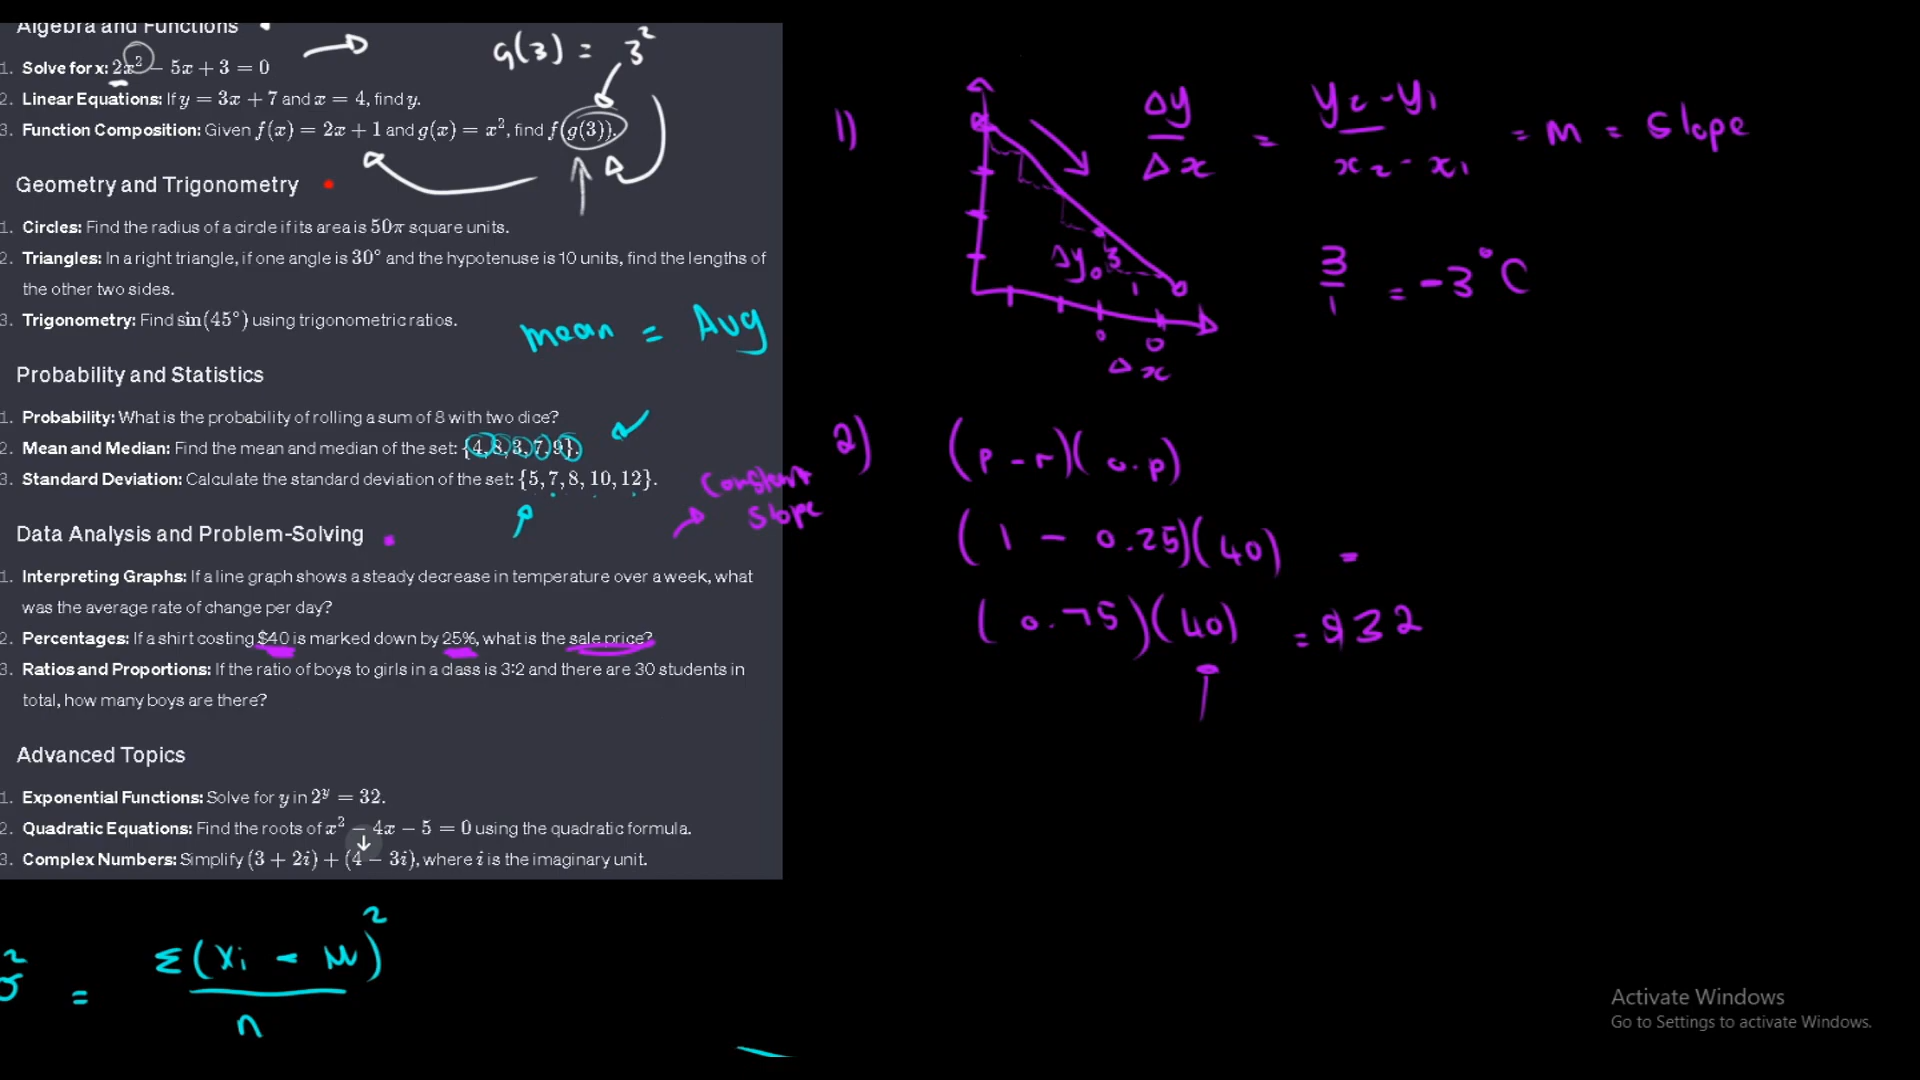 Algebra and Functions
1. Solve for x: 2x² − 5x + 3 = 0
2. Linear Equations: If y = 3x + 7 and x = 4, find y.
3. Function Composition: Given f(x) = 2x + 1 and g(x) = x², find f(g(3)).
g(3) = 3²
Geometry and Trigonometry
1. Circles: Find the radius of a circle if its area is 50π square units.
2. Triangles: In a right triangle, if one angle is 30° and the hypotenuse is 10 units, find the lengths of
the other two sides.
3. Trigonometry: Find sin(45°) using trigonometric ratios.
mean = Avg
Probability and Statistics
1. Probability: What is the probability of rolling a sum of 8 with two dice?
2. Mean and Median: Find the mean and median of the set: {4, 8, 3, 7, 9}.
3. Standard Deviation: Calculate the standard deviation of the set: {5, 7, 8, 10, 12}.
Constant
slope
Data Analysis and Problem-Solving
1. Interpreting Graphs: If a line graph shows a steady decrease in temperature over a week, what
was the average rate of change per day?
2. Percentages: If a shirt costing $40 is marked down by 25%, what is the sale price?
3. Ratios and Proportions: If the ratio of boys to girls in a class is 3:2 and there are 30 students in
total, how many boys are there?
Advanced Topics
1. Exponential Functions: Solve for y in 2^y = 32.
2. Quadratic Equations: Find the roots of x² − 4x − 5 = 0 using the quadratic formula.
3. Complex Numbers: Simplify (3 + 2i) + (4 − 3i), where i is the imaginary unit.
σ² = Σ(xi - μ)² / n
1) Δy/Δx = y₂-y₁ / x₂-x₁ = m = slope
Δy 3
1
Δx
3/1 = -3°C
2) (p-r)(o.p)
(1 - 0.25)(40) =
(0.75)(40) = $32
Activate Windows
Go to Settings to activate Windows.